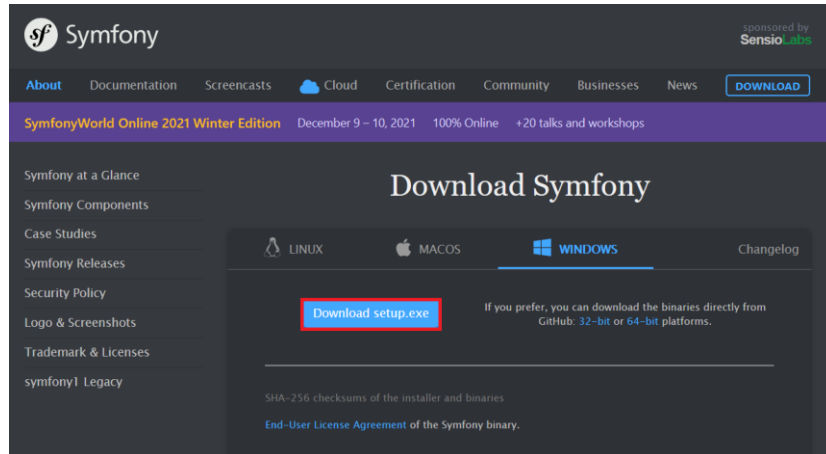 sf Symfony
sponsored by
SensioLabs
About Documentation Screencasts Cloud Certification Community Businesses News DOWNLOAD
SymfonyWorld Online 2021 Winter Edition December 9 – 10, 2021 100% Online +20 talks and workshops
Symfony at a Glance
Symfony Components
Case Studies
Symfony Releases
Security Policy
Logo & Screenshots
Trademark & Licenses
symfony1 Legacy
Download Symfony
LINUX MACOS WINDOWS Changelog
Download setup.exe
If you prefer, you can download the binaries directly from
GitHub: 32-bit or 64-bit platforms.
SHA-256 checksums of the installer and binaries
End-User License Agreement of the Symfony binary.